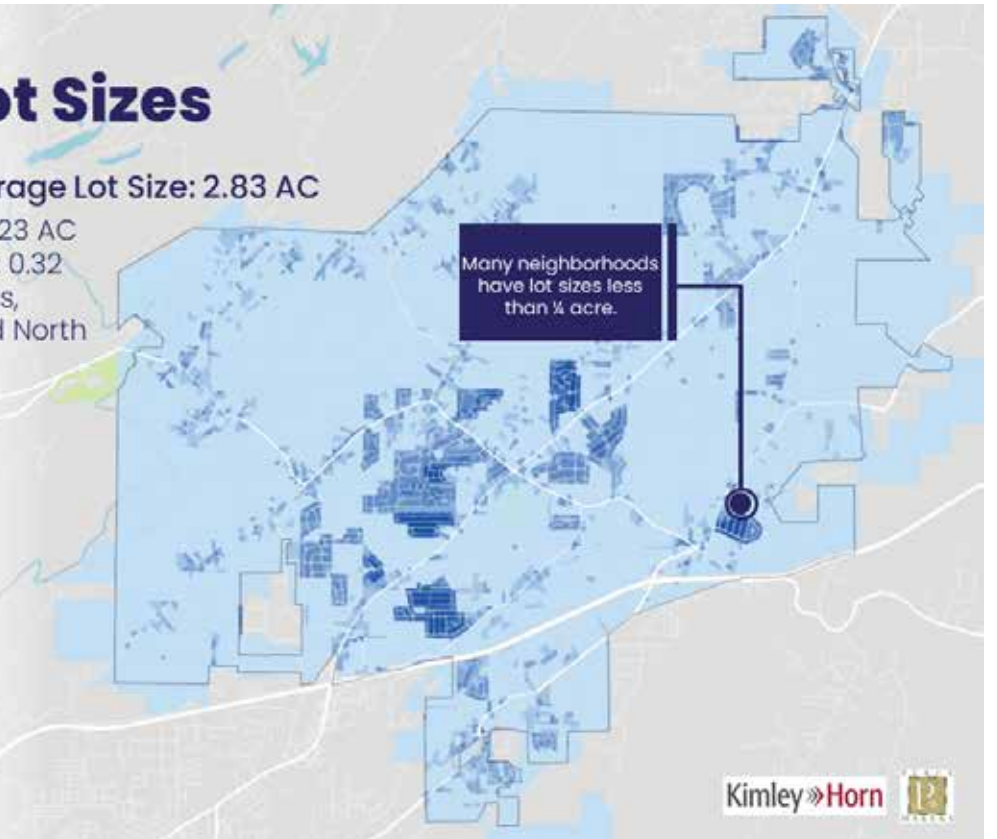 ot Sizes
rage Lot Size: 2.83 AC
23 AC
0.32
s,
d North
Many neighborhoods
have lot sizes less
than ¼ acre.
Kimley»Horn